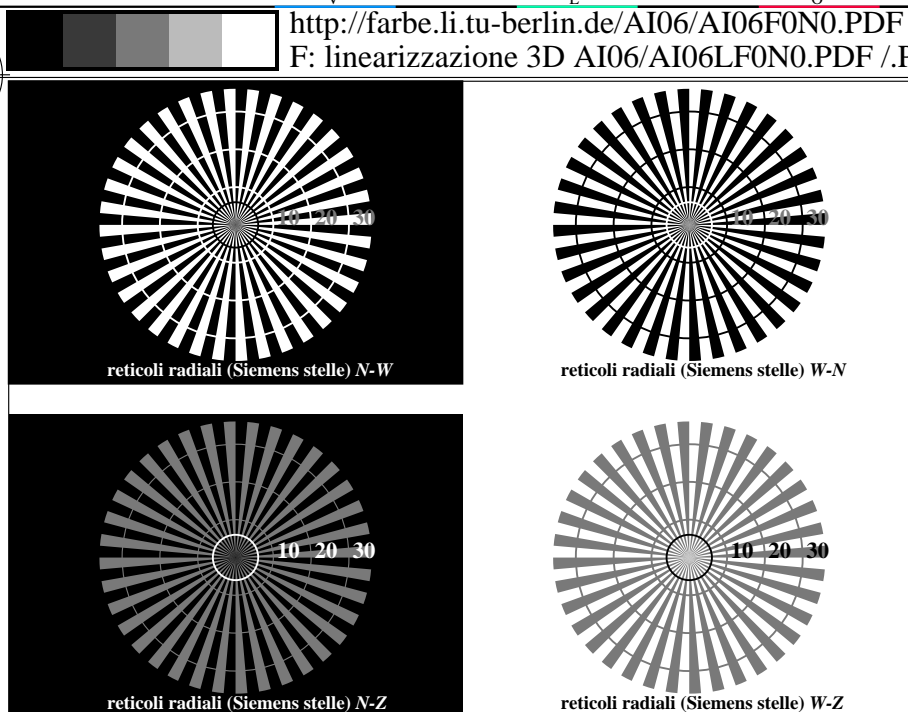 http://farbe.li.tu-berlin.de/AI06/AI06F0N0.PDF
F: linearizzazione 3D AI06/AI06LF0N0.PDF /.
10 20 30
reticoli radiali (Siemens stelle) N-W
10 20 30
reticoli radiali (Siemens stelle) W-N
10 20 30
reticoli radiali (Siemens stelle) N-Z
10 20 30
reticoli radiali (Siemens stelle) W-Z